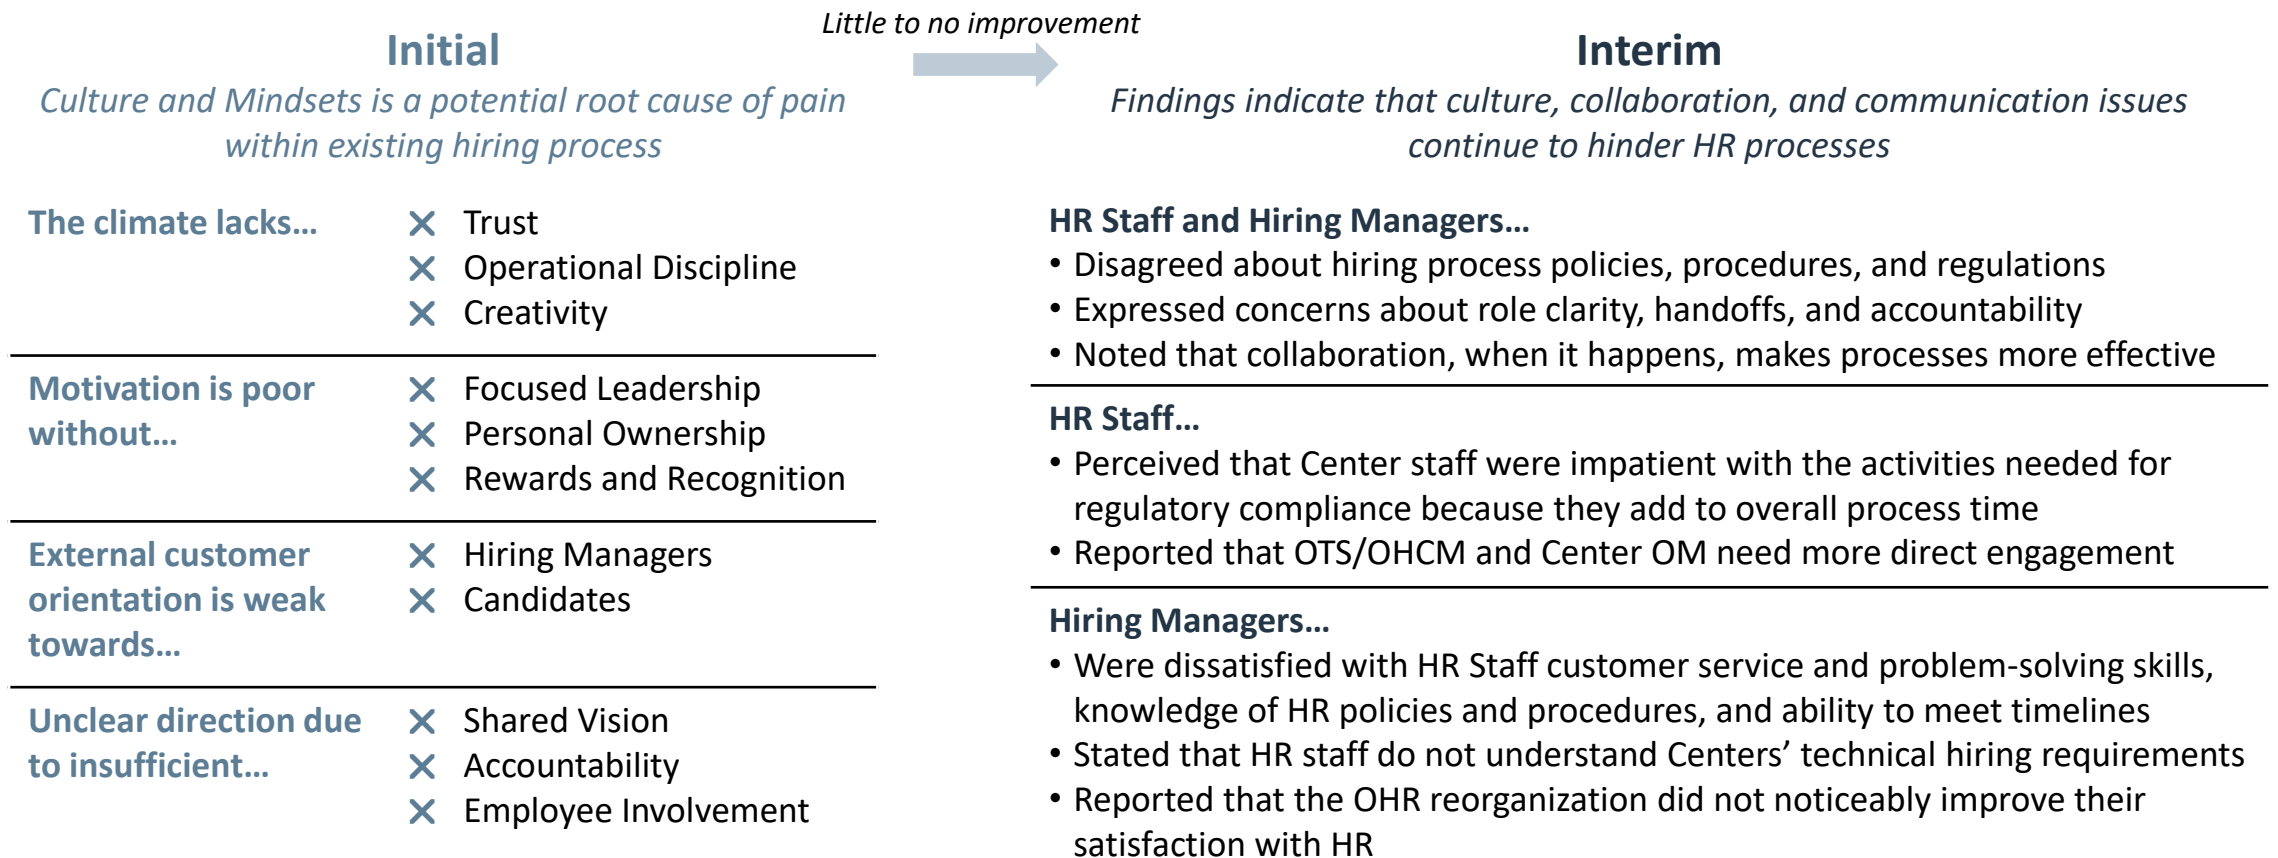 Little to no improvement
Initial
Culture and Mindsets is a potential root cause of pain
within existing hiring process
The climate lacks…
✕ Trust
✕ Operational Discipline
✕ Creativity
Motivation is poor
without…
✕ Focused Leadership
✕ Personal Ownership
✕ Rewards and Recognition
External customer
orientation is weak
towards…
✕ Hiring Managers
✕ Candidates
Unclear direction due
to insufficient…
✕ Shared Vision
✕ Accountability
✕ Employee Involvement
Interim
Findings indicate that culture, collaboration, and communication issues
continue to hinder HR processes
HR Staff and Hiring Managers…
• Disagreed about hiring process policies, procedures, and regulations
• Expressed concerns about role clarity, handoffs, and accountability
• Noted that collaboration, when it happens, makes processes more effective
HR Staff…
• Perceived that Center staff were impatient with the activities needed for
regulatory compliance because they add to overall process time
• Reported that OTS/OHCM and Center OM need more direct engagement
Hiring Managers…
• Were dissatisfied with HR Staff customer service and problem-solving skills,
knowledge of HR policies and procedures, and ability to meet timelines
• Stated that HR staff do not understand Centers’ technical hiring requirements
• Reported that the OHR reorganization did not noticeably improve their
satisfaction with HR